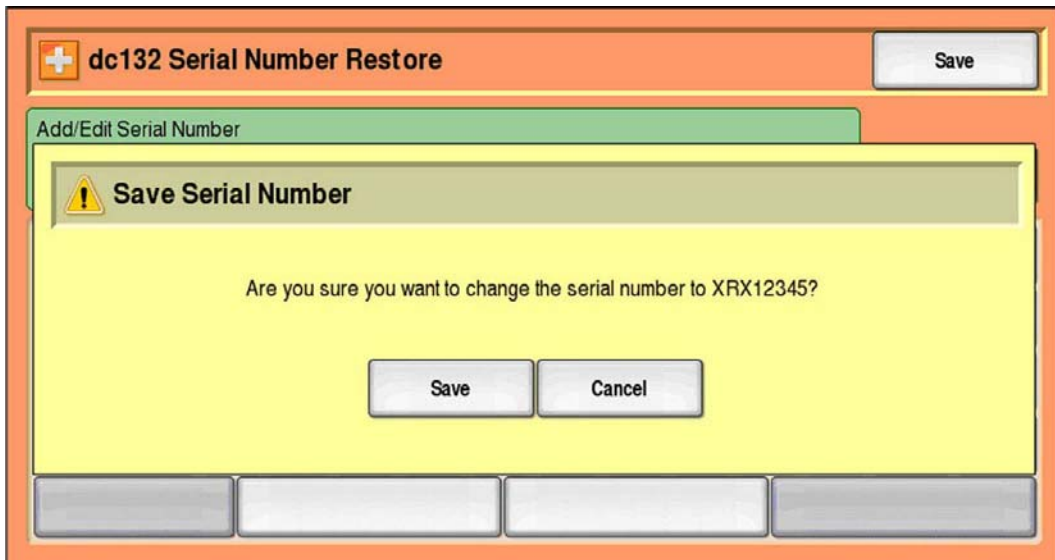 dc132 Serial Number Restore
Save
Add/Edit Serial Number
Save Serial Number
Are you sure you want to change the serial number to XRX12345?
Save
Cancel